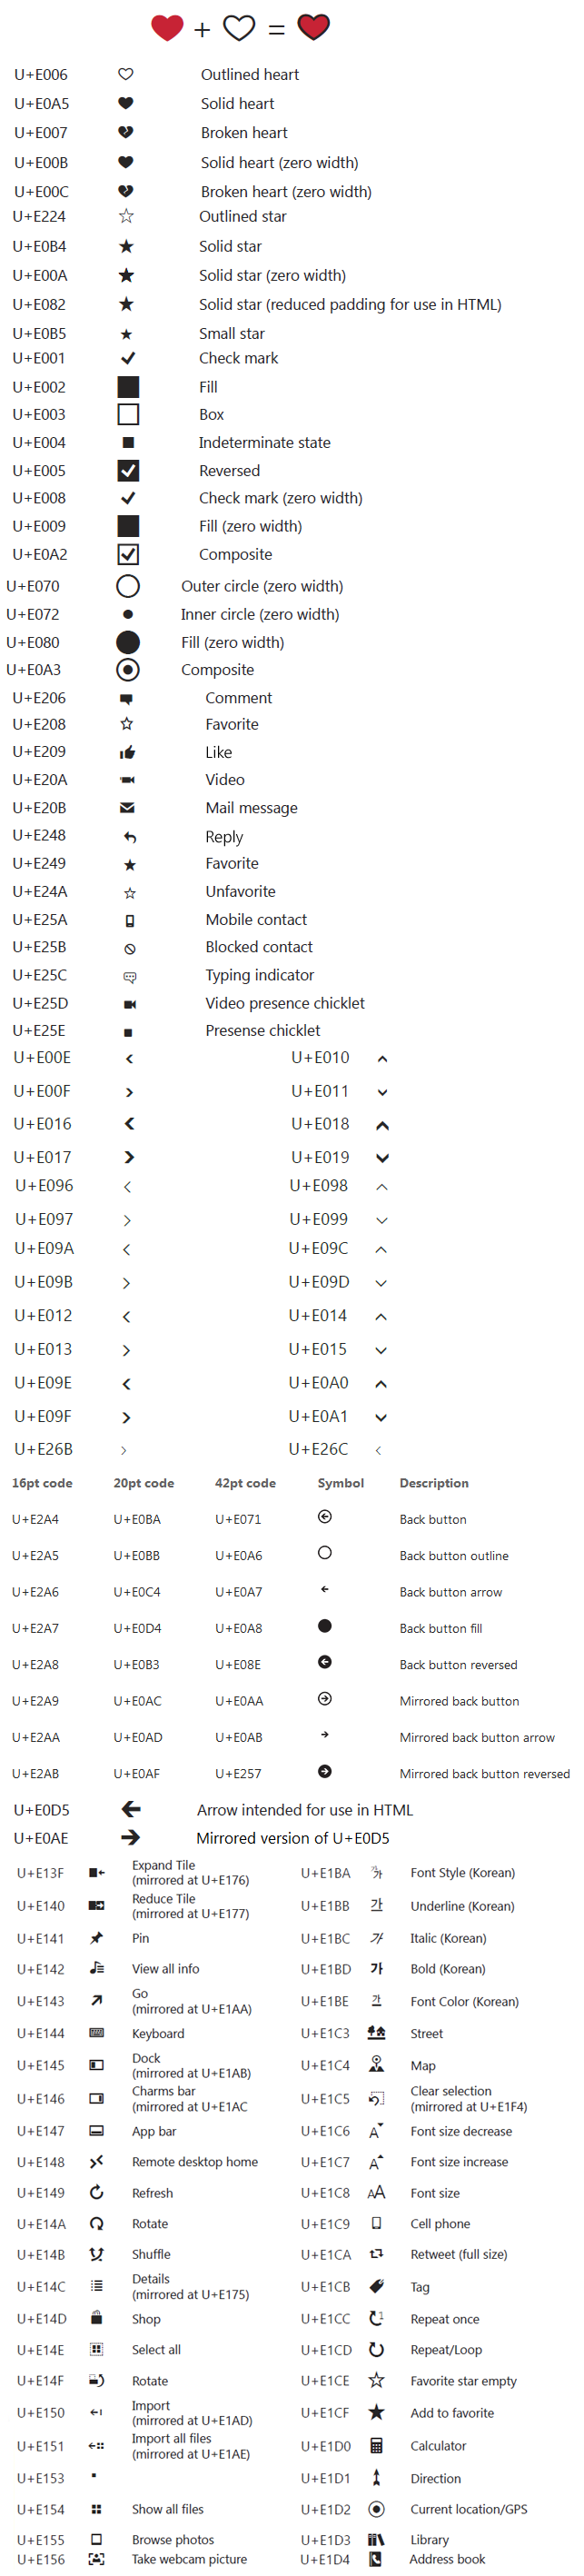 + =
U+E006 Outlined heart
U+E0A5 Solid heart
U+E007 Broken heart
U+E00B Solid heart (zero width)
U+E00C Broken heart (zero width)
U+E224 Outlined star
U+E0B4 Solid star
U+E00A Solid star (zero width)
U+E082 Solid star (reduced padding for use in HTML)
U+E0B5 Small star
U+E001 Check mark
U+E002 Fill
U+E003 Box
U+E004 Indeterminate state
U+E005 Reversed
U+E008 Check mark (zero width)
U+E009 Fill (zero width)
U+E0A2 Composite
U+E070 Outer circle (zero width)
U+E072 Inner circle (zero width)
U+E080 Fill (zero width)
U+E0A3 Composite
U+E206 Comment
U+E208 Favorite
U+E209 Like
U+E20A Video
U+E20B Mail message
U+E248 Reply
U+E249 Favorite
U+E24A Unfavorite
U+E25A Mobile contact
U+E25B Blocked contact
U+E25C Typing indicator
U+E25D Video presence chicklet
U+E25E Presense chicklet
U+E00E U+E010
U+E00F U+E011
U+E016 U+E018
U+E017 U+E019
U+E096 U+E098
U+E097 U+E099
U+E09A U+E09C
U+E09B U+E09D
U+E012 U+E014
U+E013 U+E015
U+E09E U+E0A0
U+E09F U+E0A1
U+E26B U+E26C
16pt code 20pt code 42pt code Symbol Description
U+E2A4 U+E0BA U+E071 Back button
U+E2A5 U+E0BB U+E0A6 Back button outline
U+E2A6 U+E0C4 U+E0A7 Back button arrow
U+E2A7 U+E0D4 U+E0A8 Back button fill
U+E2A8 U+E0B3 U+E08E Back button reversed
U+E2A9 U+E0AC U+E0AA Mirrored back button
U+E2AA U+E0AD U+E0AB Mirrored back button arrow
U+E2AB U+E0AF U+E257 Mirrored back button reversed
U+E0D5 Arrow intended for use in HTML
U+E0AE Mirrored version of U+E0D5
U+E13F Expand Tile
(mirrored at U+E176)
U+E1BA 가 가 Font Style (Korean)
U+E140 Reduce Tile
(mirrored at U+E177)
U+E1BB 가 Underline (Korean)
U+E141 Pin
U+E1BC 가 Italic (Korean)
U+E142 View all info
U+E1BD 가 Bold (Korean)
U+E143 Go
(mirrored at U+E1AA)
U+E1BE 가 Font Color (Korean)
U+E144 Keyboard
U+E1C3 Street
U+E145 Dock
(mirrored at U+E1AB)
U+E1C4 Map
U+E146 Charms bar
(mirrored at U+E1AC
U+E1C5 Clear selection
(mirrored at U+E1F4)
U+E147 App bar
U+E1C6 A Font size decrease
U+E148 Remote desktop home
U+E1C7 A Font size increase
U+E149 Refresh
U+E1C8 AA Font size
U+E14A Rotate
U+E1C9 Cell phone
U+E14B Shuffle
U+E1CA Retweet (full size)
U+E14C Details
(mirrored at U+E175)
U+E1CB Tag
U+E14D Shop
U+E1CC 1 Repeat once
U+E14E Select all
U+E1CD Repeat/Loop
U+E14F Rotate
U+E1CE Favorite star empty
U+E150 Import
(mirrored at U+E1AD)
U+E1CF Add to favorite
U+E151 Import all files
(mirrored at U+E1AE)
U+E1D0 Calculator
U+E153
U+E1D1 Direction
U+E154 Show all files
U+E1D2 Current location/GPS
U+E155 Browse photos
U+E1D3 Library
U+E156 Take webcam picture
U+E1D4 Address book